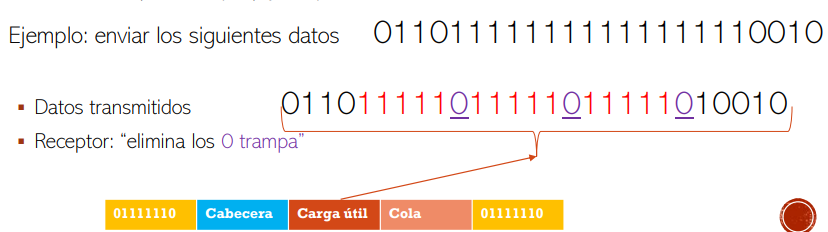 Ejemplo: enviar los siguientes datos 011011111111111111110010
▪ Datos transmitidos 011011111011111011111010010
▪ Receptor: “elimina los 0 trampa”
01111110 Cabecera Carga útil Cola 01111110